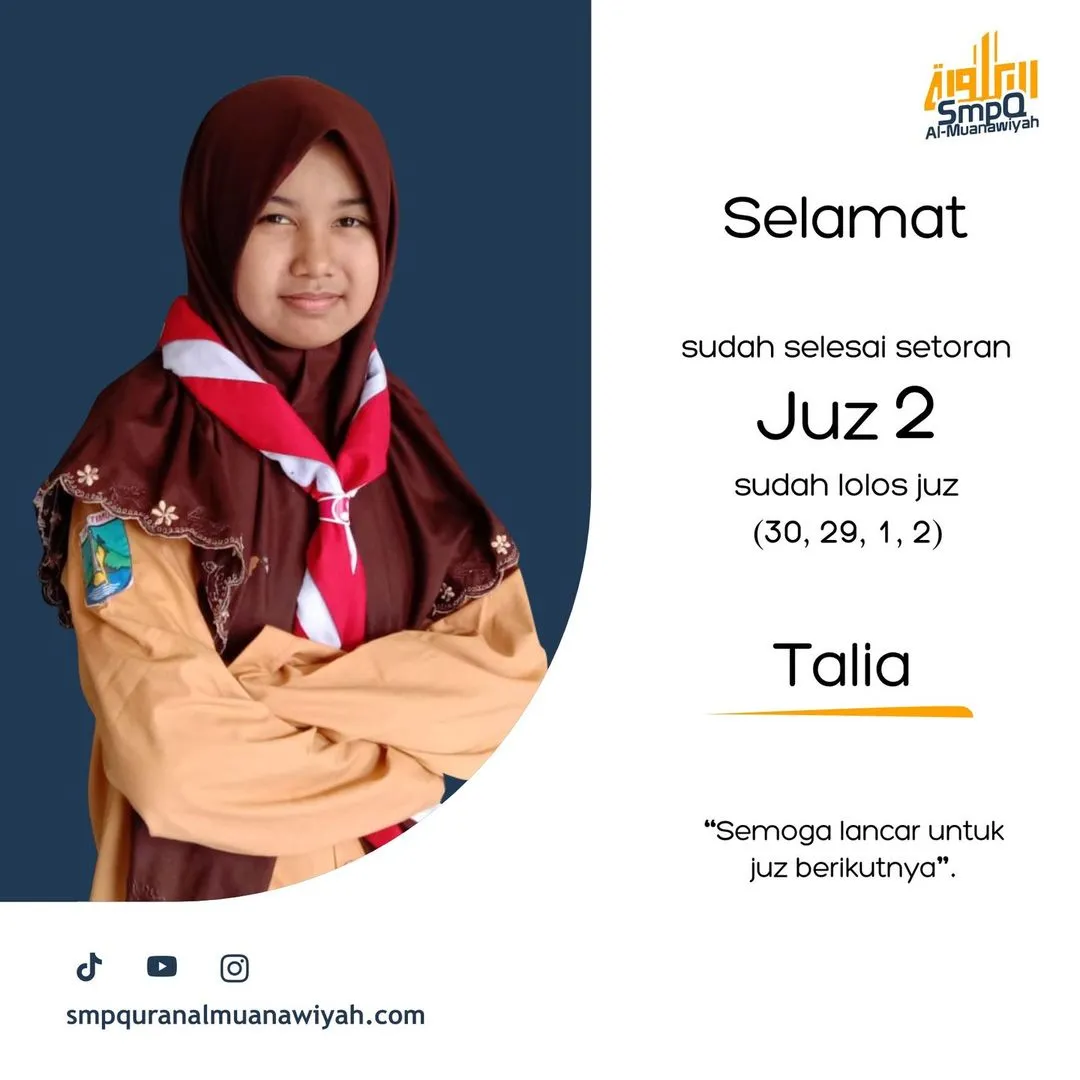 المعاوية
SmpQ
Al-Muanawiyah
Selamat
sudah selesai setoran
Juz 2
sudah lolos juz
(30, 29, 1, 2)
Talia
“Semoga lancar untuk
juz berikutnya”.
smpquranalmuanawiyah.com